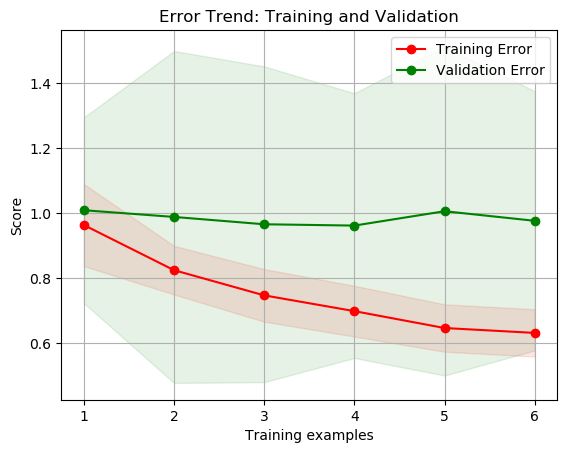 Error Trend: Training and Validation
Training Error
Validation Error
Score
1.4
1.2
1.0
0.8
0.6
1 2 3 4 5 6
Training examples